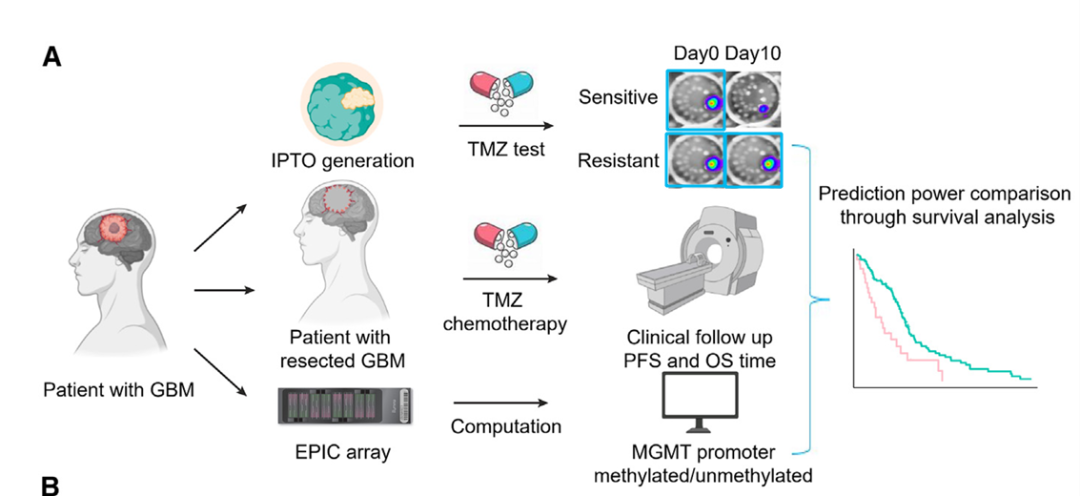 A
Day0 Day10
Sensitive
IPTO generation
TMZ test
Resistant
Prediction power comparison
through survival analysis
TMZ
chemotherapy
Patient with
resected GBM
Clinical follow up
PFS and OS time
Patient with GBM
EPIC array
Computation
MGMT promoter
methylated/unmethylated
B